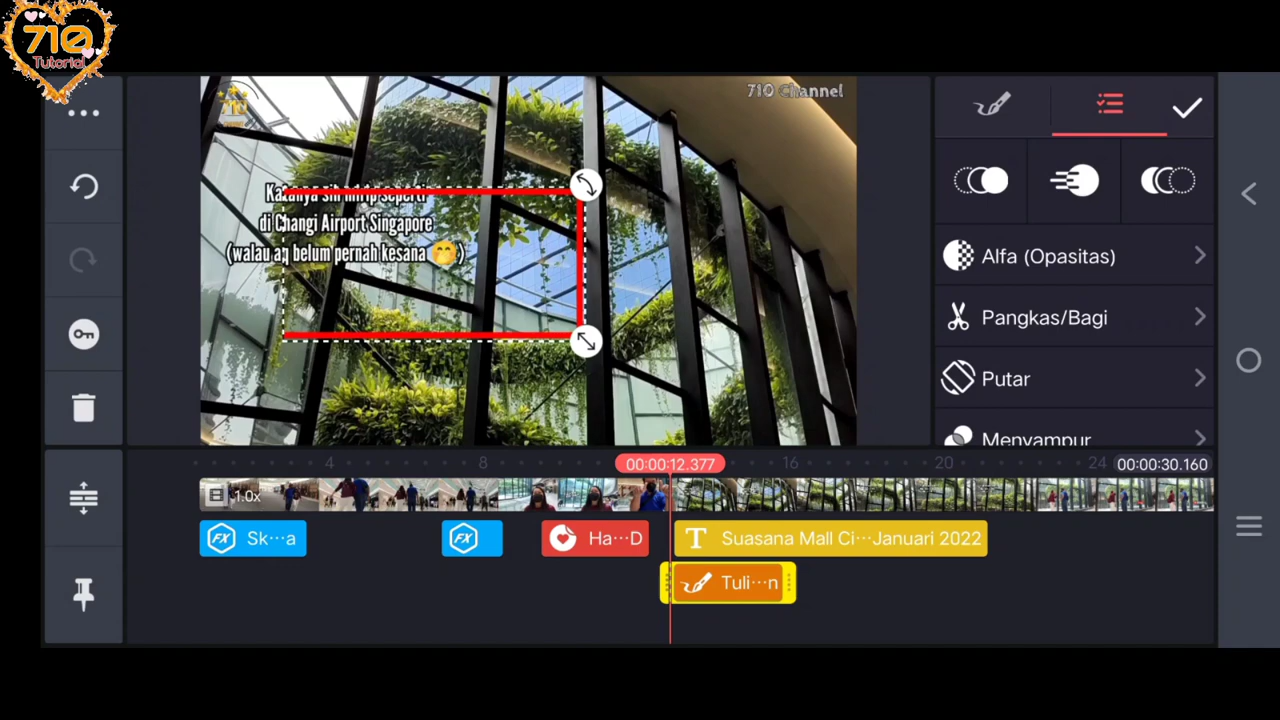 710
Tutorial
710 Channel
Katanya sih mirip seperti
di Changi Airport Singapore
(walau aq belum pernah kesana 🤭)
Alfa (Opasitas)
Pangkas/Bagi
Putar
Menyampur
4
8
00:00:12.377
16
20
24
00:00:30.160
1.0x
FX
Sk···a
FX
Ha···D
T
Suasana Mall Ci···Januari 2022
Tuli···n